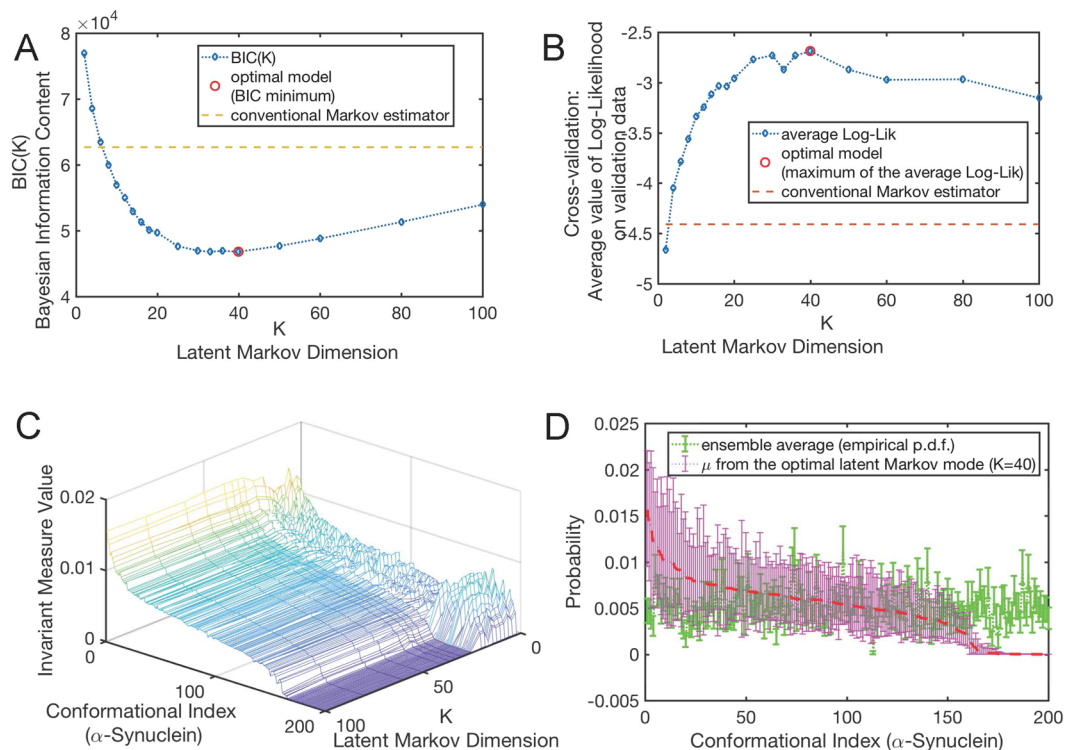 A
×10⁴
8
7
6
5
4
0
20
40
60
80
100
BIC(K)
Bayesian Information Content
BIC(K)
optimal model
(BIC minimum)
conventional Markov estimator
K
Latent Markov Dimension
B
-2.5
-3
-3.5
-4
-4.5
-5
0
20
40
60
80
100
Cross-validation:
Average value of Log-Likelihood
on validation data
average Log-Lik
optimal model
(maximum of the average Log-Lik)
conventional Markov estimator
K
Latent Markov Dimension
C
Invariant Measure Value
0.02
0.01
0
0
100
200
100
50
0
Conformational Index
(α-Synuclein)
K
Latent Markov Dimension
D
0.025
0.02
0.015
0.01
0.005
0
-0.005
0
50
100
150
200
Probability
ensemble average (empirical p.d.f.)
μ from the optimal latent Markov mode (K=40)
Conformational Index (α-Synuclein)